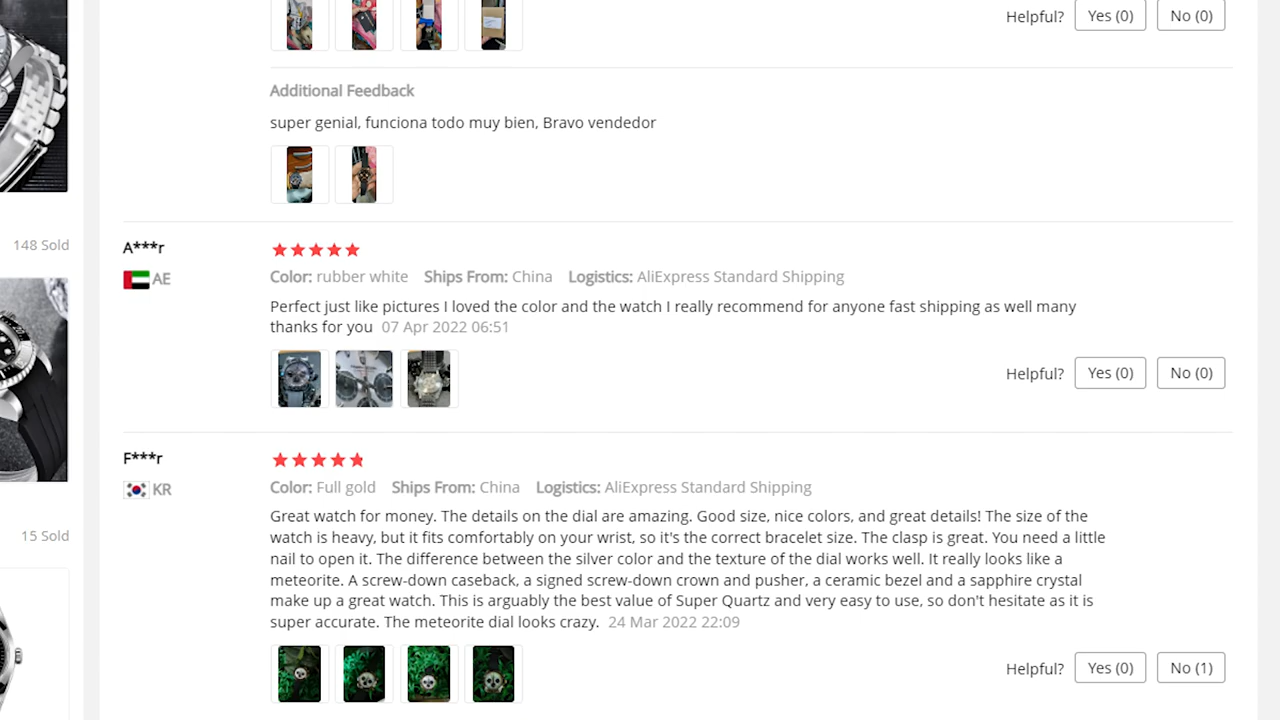 Helpful? Yes (0) No (0)
Additional Feedback
super genial, funciona todo muy bien, Bravo vendedor
148 Sold
A***r
AE
Color: rubber white Ships From: China Logistics: AliExpress Standard Shipping
Perfect just like pictures I loved the color and the watch I really recommend for anyone fast shipping as well many
thanks for you 07 Apr 2022 06:51
Helpful? Yes (0) No (0)
F***r
KR
Color: Full gold Ships From: China Logistics: AliExpress Standard Shipping
Great watch for money. The details on the dial are amazing. Good size, nice colors, and great details! The size of the
watch is heavy, but it fits comfortably on your wrist, so it's the correct bracelet size. The clasp is great. You need a little
nail to open it. The difference between the silver color and the texture of the dial works well. It really looks like a
meteorite. A screw-down caseback, a signed screw-down crown and pusher, a ceramic bezel and a sapphire crystal
make up a great watch. This is arguably the best value of Super Quartz and very easy to use, so don't hesitate as it is
super accurate. The meteorite dial looks crazy. 24 Mar 2022 22:09
15 Sold
Helpful? Yes (0) No (1)